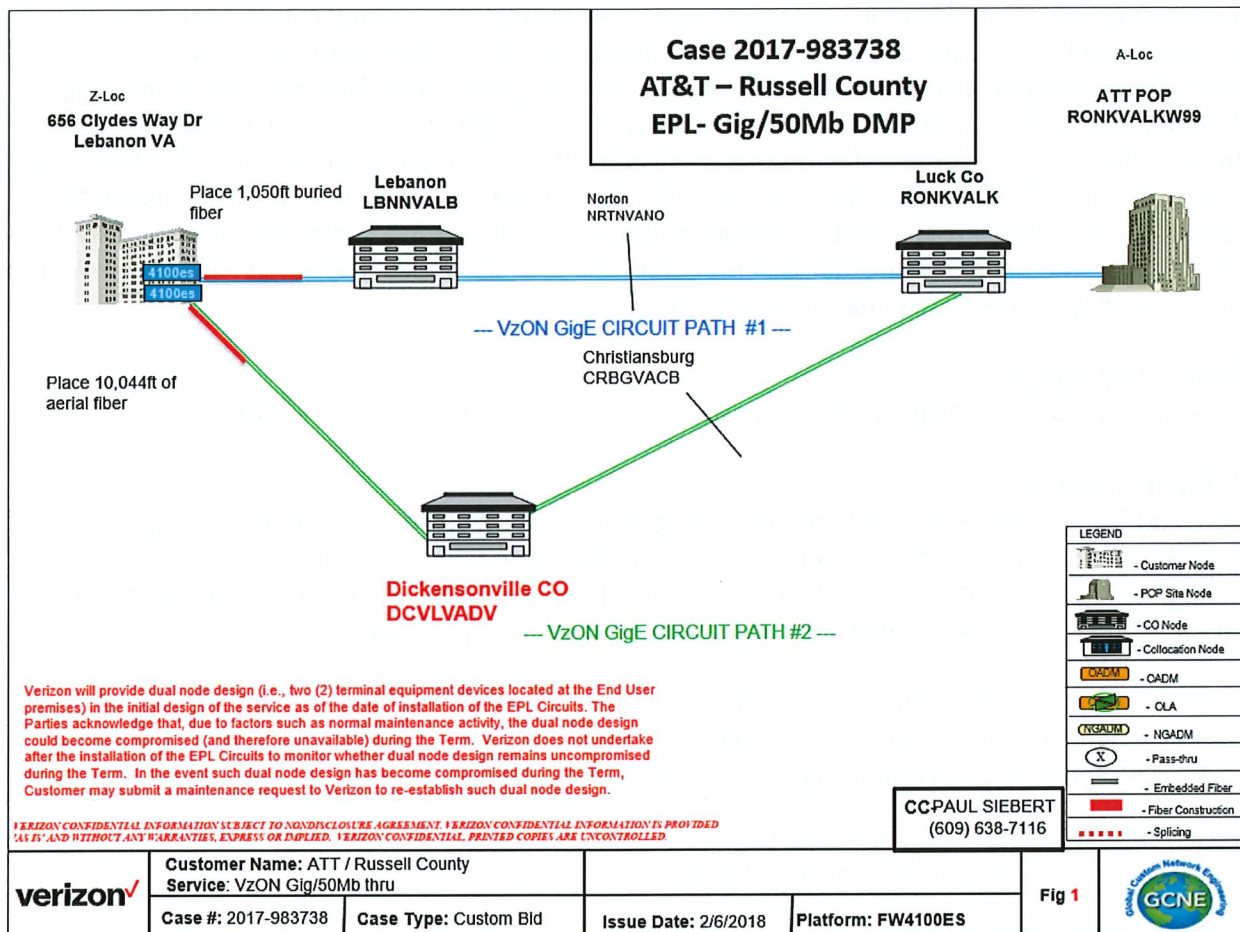 Case 2017-983738
AT&T – Russell County
EPL- Gig/50Mb DMP
A-Loc
ATT POP
RONKVALKW99
Z-Loc
656 Clydes Way Dr
Lebanon VA
Place 1,050ft buried
fiber
Lebanon
LBNNVALB
Norton
NRTNVANO
Luck Co
RONKVALK
4100es
4100es
--- VzON GigE CIRCUIT PATH #1 ---
Christiansburg
CRBGVACB
Place 10,044ft of
aerial fiber
Dickensonville CO
DCVLVADV
--- VzON GigE CIRCUIT PATH #2 ---
LEGEND
- Customer Node
- POP Site Node
- CO Node
- Collocation Node
OADM
- OADM
- OLA
NGADM
- NGADM
X
- Pass-thru
- Embedded Fiber
- Fiber Construction
- Splicing
Verizon will provide dual node design (i.e., two (2) terminal equipment devices located at the End User
premises) in the initial design of the service as of the date of installation of the EPL Circuits. The
Parties acknowledge that, due to factors such as normal maintenance activity, the dual node design
could become compromised (and therefore unavailable) during the Term. Verizon does not undertake
after the installation of the EPL Circuits to monitor whether dual node design remains uncompromised
during the Term. In the event such dual node design has become compromised during the Term,
Customer may submit a maintenance request to Verizon to re-establish such dual node design.
CC-PAUL SIEBERT
(609) 638-7116
VERIZON CONFIDENTIAL INFORMATION SUBJECT TO NONDISCLOSURE AGREEMENT. VERIZON CONFIDENTIAL INFORMATION IS PROVIDED
'AS IS' AND WITHOUT ANY WARRANTIES, EXPRESS OR IMPLIED. VERIZON CONFIDENTIAL, PRINTED COPIES ARE UNCONTROLLED.
verizon✓
Customer Name: ATT / Russell County
Service: VzON Gig/50Mb thru
Case #: 2017-983738
Case Type: Custom Bld
Issue Date: 2/6/2018
Platform: FW4100ES
Fig 1
Global Custom Network Engineering
GCNE